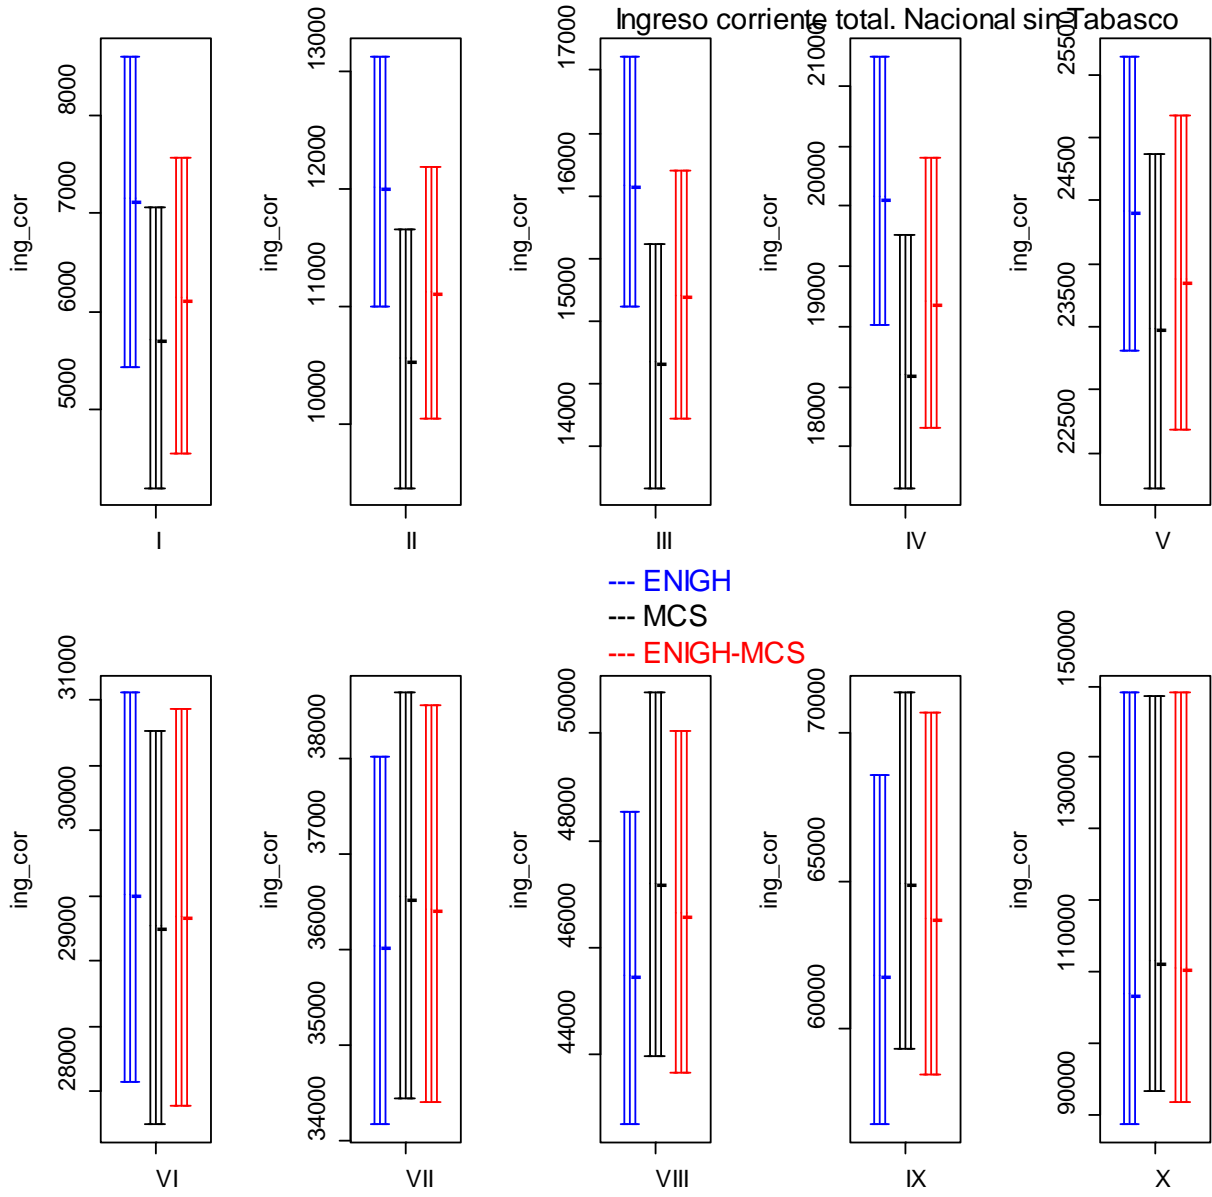 Ingreso corriente total. Nacional sin Tabasco
ing_cor
5000 6000 7000 8000
I
ing_cor
10000 11000 12000 13000
II
ing_cor
14000 15000 16000 17000
III
ing_cor
18000 19000 20000 21000
IV
ing_cor
22500 23500 24500 25500
V
--- ENIGH
--- MCS
--- ENIGH-MCS
ing_cor
28000 29000 30000 31000
VI
ing_cor
34000 35000 36000 37000 38000
VII
ing_cor
44000 46000 48000 50000
VIII
ing_cor
60000 65000 70000
IX
ing_cor
90000 110000 130000 150000
X